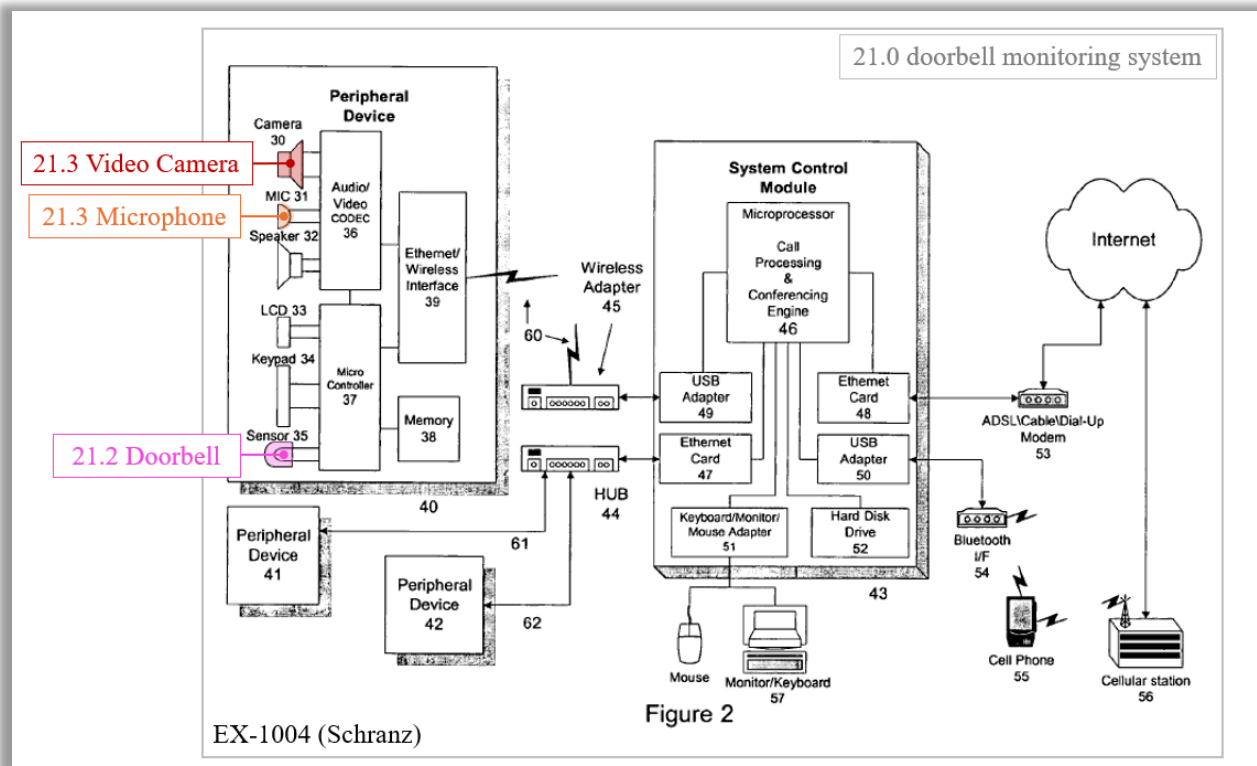 21.0 doorbell monitoring system
Peripheral
Device
Camera
30
21.3 Video Camera
MIC 31
21.3 Microphone
Speaker 32
Audio/
Video
CODEC
36
Ethernet/
Wireless
Interface
39
LCD 33
Keypad 34
Micro
Controller
37
Memory
38
Sensor 35
21.2 Doorbell
40
Peripheral
Device
41
Peripheral
Device
42
61
62
60
Wireless
Adapter
45
HUB
44
System Control
Module
Microprocessor
Call
Processing
&
Conferencing
Engine
46
USB
Adapter
49
Ethernet
Card
48
Ethernet
Card
47
USB
Adapter
50
Keyboard/Monitor/
Mouse Adapter
51
Hard Disk
Drive
52
43
Mouse
Monitor/Keyboard
57
Internet
ADSL\Cable\Dial-Up
Modem
53
Bluetooth
I/F
54
Cell Phone
55
Cellular station
56
Figure 2
EX-1004 (Schranz)